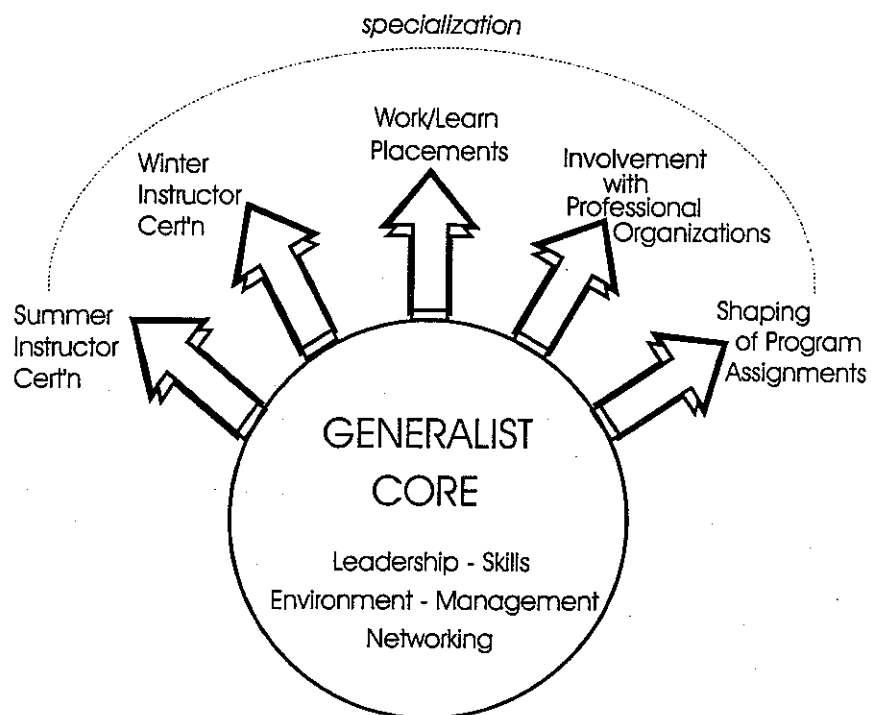 specialization
Work/Learn
Placements
Winter
Instructor
Cert'n
Involvement
with
Professional
Organizations
Summer
Instructor
Cert'n
Shaping
of Program
Assignments
GENERALIST
CORE
Leadership - Skills
Environment - Management
Networking